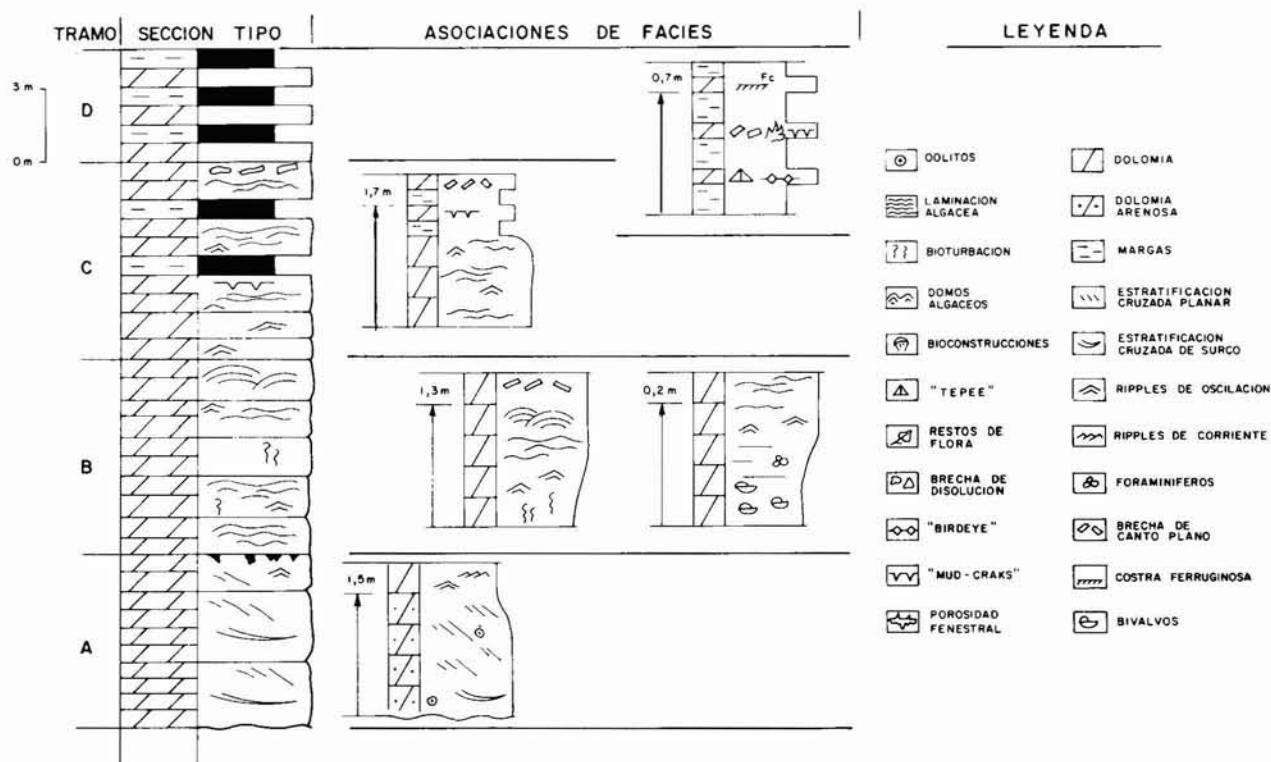 TRAMO
SECCION TIPO
ASOCIACIONES DE FACIES
LEYENDA
3 m
0 m
D
C
B
A
0,7 m
Fc
1,7 m
1,3 m
0,2 m
1,5 m
OOLITOS
LAMINACION
ALGACEA
BIOTURBACION
DOMOS
ALGACEOS
BIOCONSTRUCCIONES
"TEPEE"
RESTOS DE
FLORA
BRECHA DE
DISOLUCION
"BIRDEYE"
"MUD-CRAKS"
POROSIDAD
FENESTRAL
DOLOMIA
DOLOMIA
ARENOSA
MARGAS
ESTRATIFICACION
CRUZADA PLANAR
ESTRATIFICACION
CRUZADA DE SURCO
RIPPLES DE OSCILACION
RIPPLES DE CORRIENTE
FORAMINIFEROS
BRECHA DE
CANTO PLANO
COSTRA FERRUGINOSA
BIVALVOS